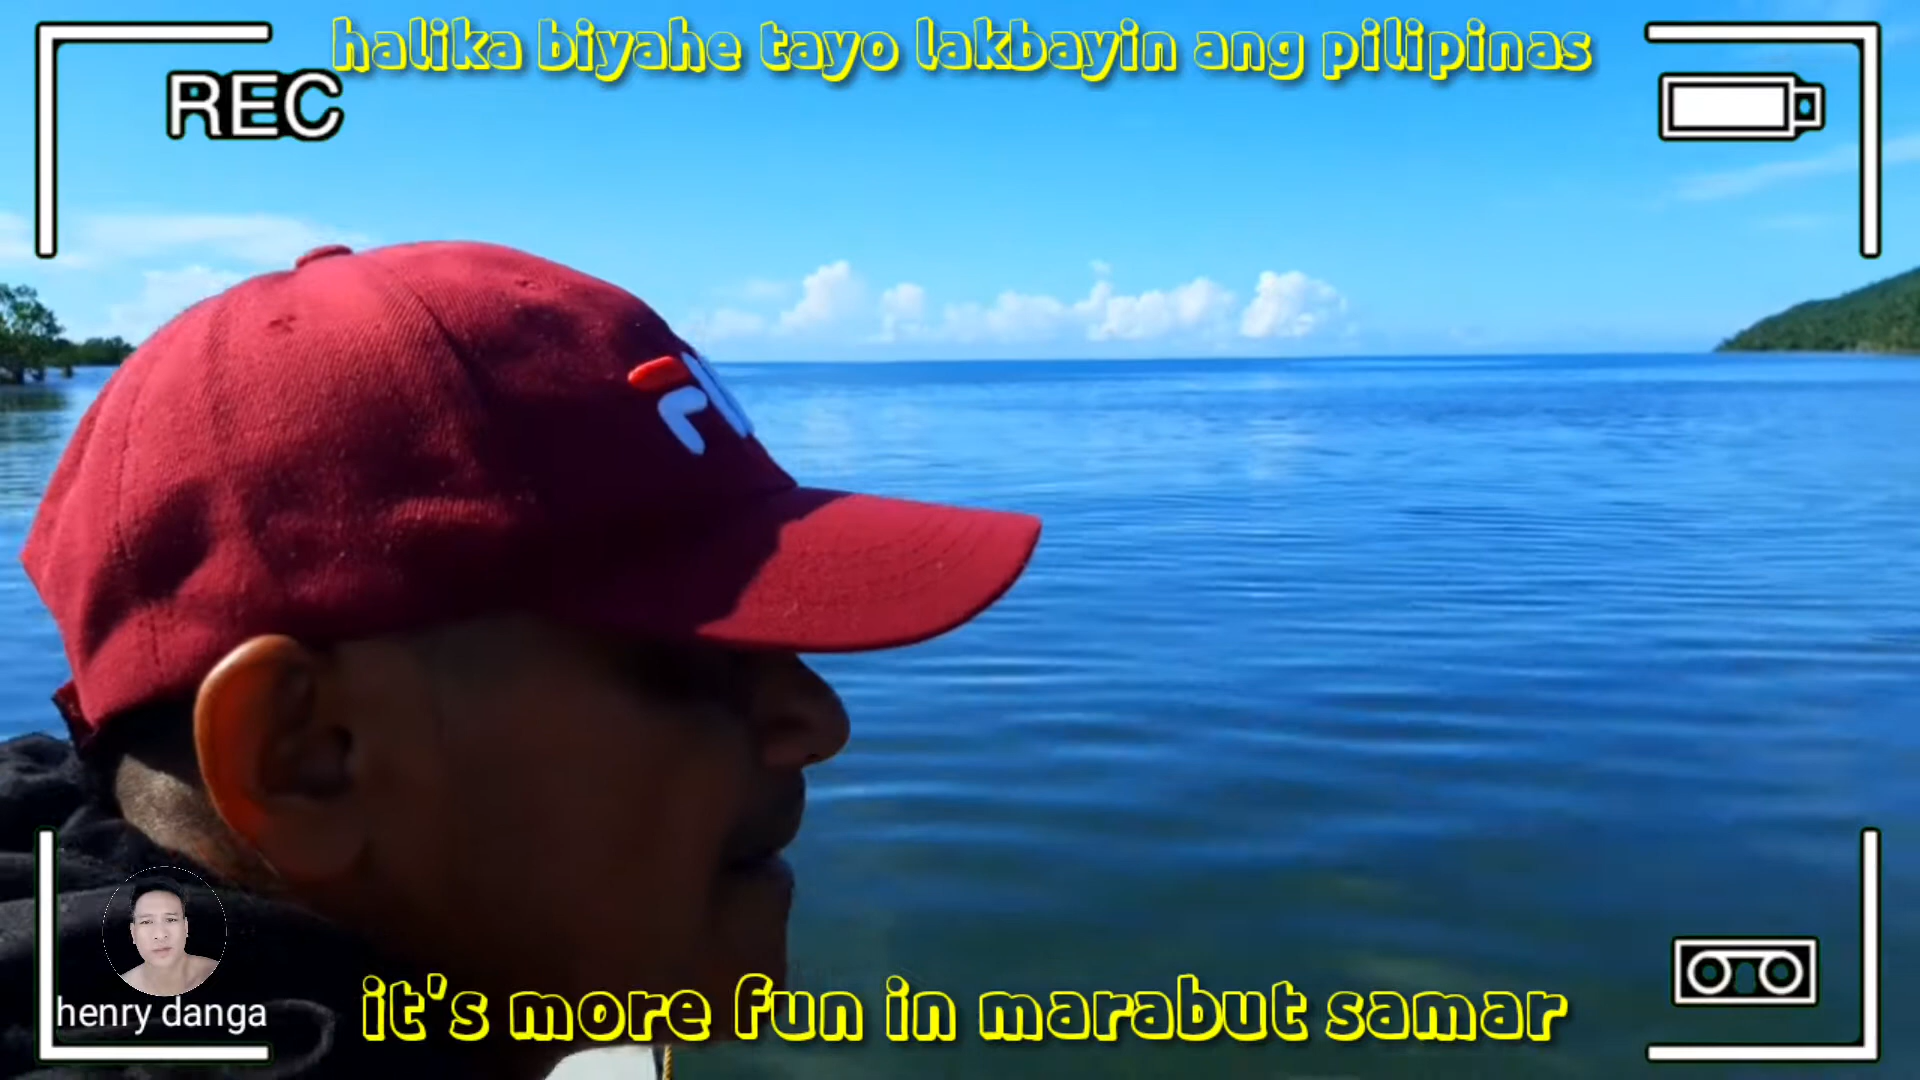 halika biyahe tayo lakbayin ang pilipinas
REC
henry danga
it's more fun in marabut samar